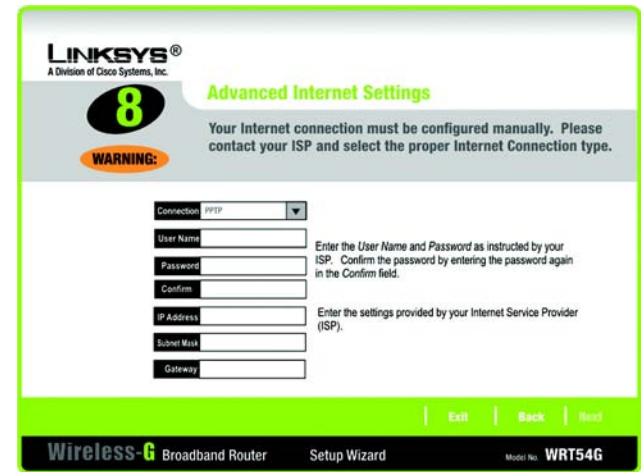 LINKSYS®
A Division of Cisco Systems, Inc.
8
WARNING:
Advanced Internet Settings
Your Internet connection must be configured manually. Please
contact your ISP and select the proper Internet Connection type.
Connection PPTP
User Name
Password
Confirm
Enter the User Name and Password as instructed by your
ISP. Confirm the password by entering the password again
in the Confirm field.
IP Address
Subnet Mask
Gateway
Enter the settings provided by your Internet Service Provider
(ISP).
Exit Back Next
Wireless-G Broadband Router Setup Wizard Model No. WRT54G